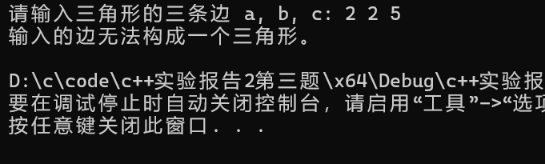 请输入三角形的三条边 a, b, c: 2 2 5
输入的边无法构成一个三角形。
D:\c\code\c++实验报告2第三题\x64\Debug\c++实验报
要在调试停止时自动关闭控制台，请启用“工具”->“选项
按任意键关闭此窗口. . .